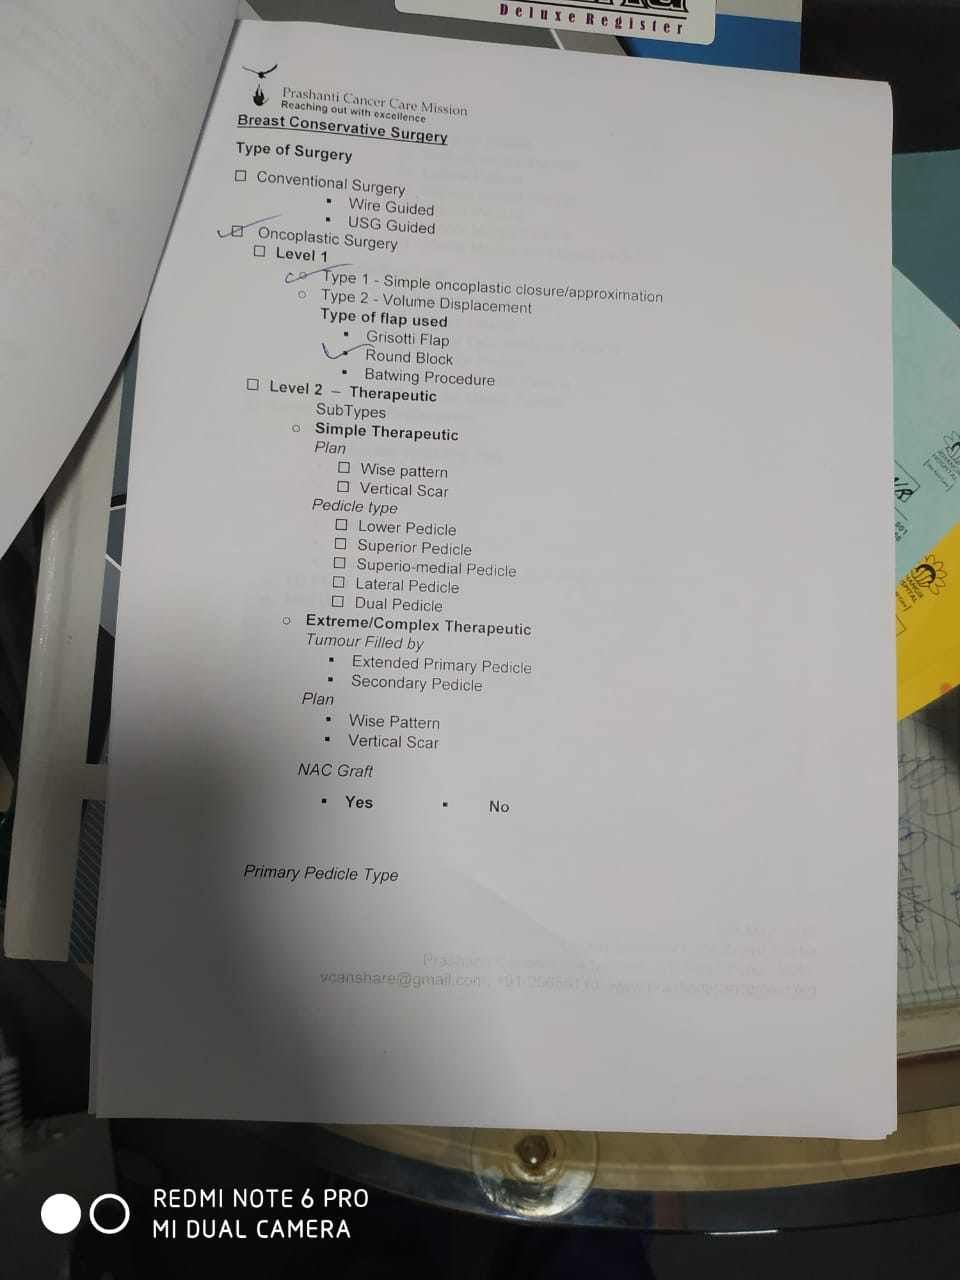 Deluxe Register
Prashanti Cancer Care Mission
Reaching out with excellence
Breast Conservative Surgery
Type of Surgery
☐ Conventional Surgery
▪ Wire Guided
▪ USG Guided
☐ Oncoplastic Surgery
☐ Level 1
○ Type 1 - Simple oncoplastic closure/approximation
○ Type 2 - Volume Displacement
Type of flap used
▪ Grisotti Flap
▪ Round Block
▪ Batwing Procedure
☐ Level 2 – Therapeutic
SubTypes
○ Simple Therapeutic
Plan
☐ Wise pattern
☐ Vertical Scar
Pedicle type
☐ Lower Pedicle
☐ Superior Pedicle
☐ Superio-medial Pedicle
☐ Lateral Pedicle
☐ Dual Pedicle
○ Extreme/Complex Therapeutic
Tumour Filled by
▪ Extended Primary Pedicle
▪ Secondary Pedicle
Plan
▪ Wise Pattern
▪ Vertical Scar
NAC Graft
▪ Yes ▪ No
Primary Pedicle Type
vcanshare@gmail.com, www.prashanticancercare.org
REDMI NOTE 6 PRO
MI DUAL CAMERA